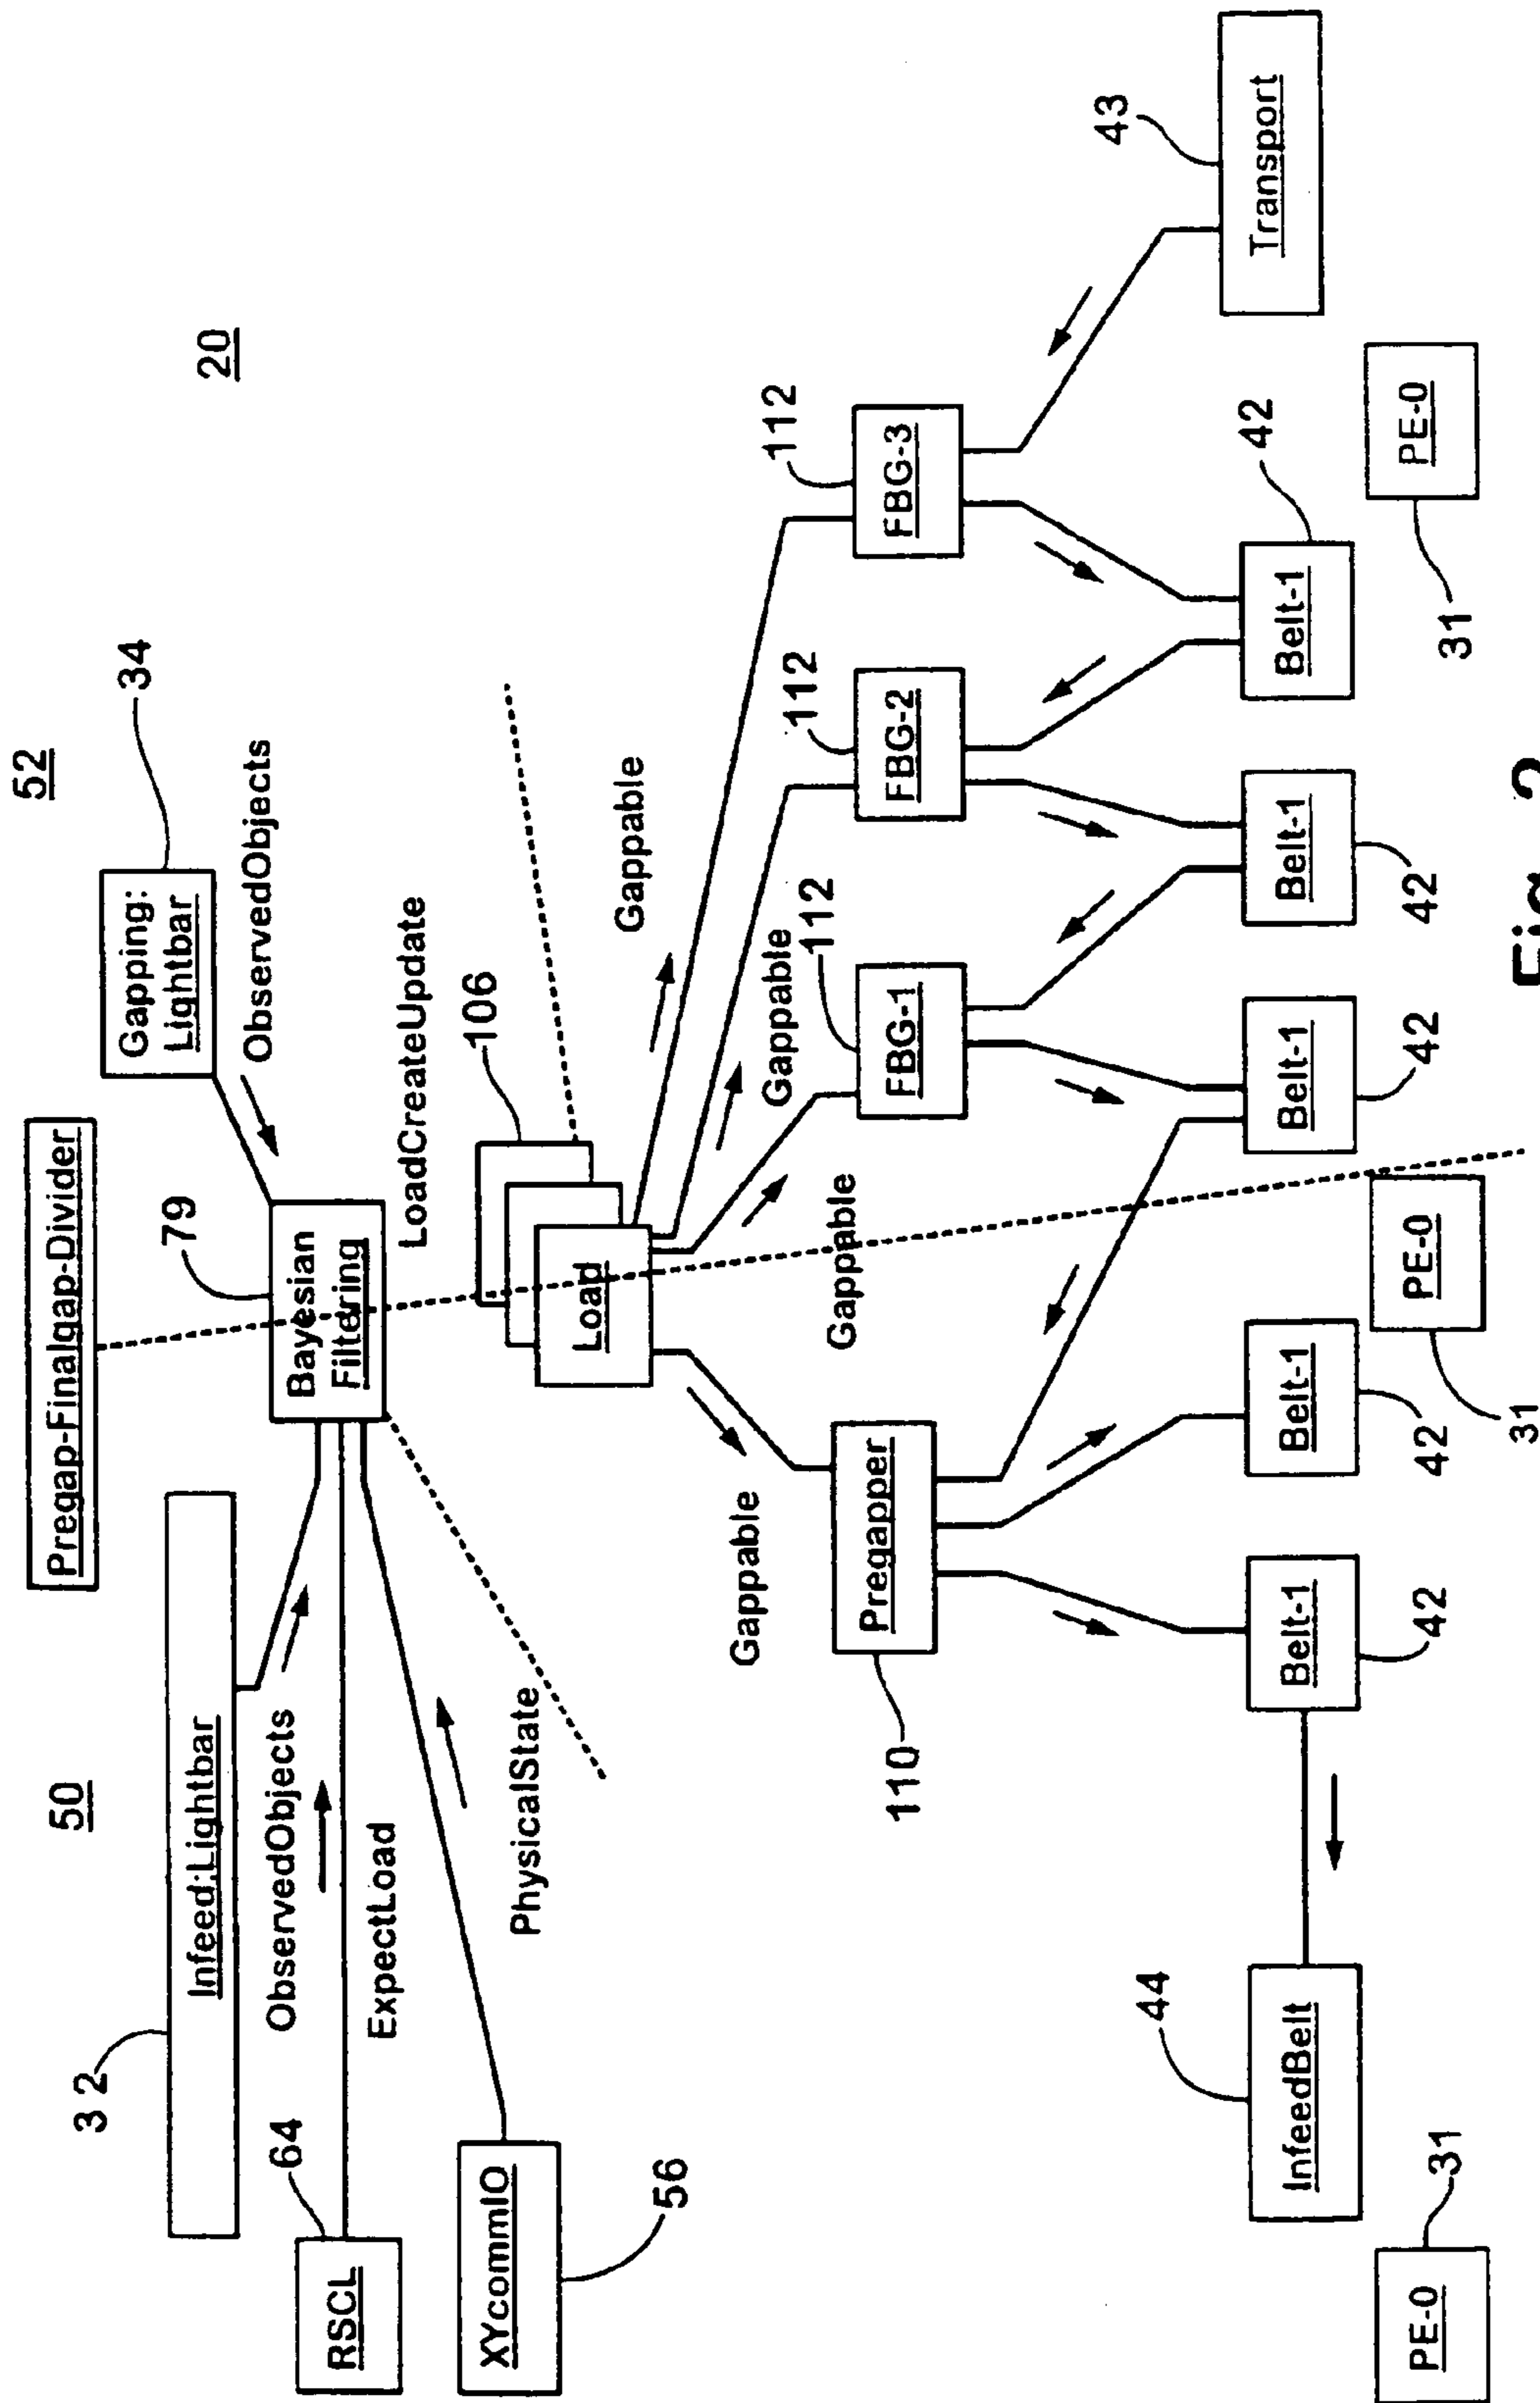 50
52
Pregap-Finalgap-Divider
3 2
Infeed:Lightbar
Gapping:
Lightbar
34
79
20
ObservedObjects
ObservedObjects
64
RSCL
ExpectLoad
Bayesian
Filtering
LoadCreateUpdate
XYcommIO
56
PhysicalState
106
Load
Gappable
Gappable
Gappable
Gappable
112
112
112
110
Pregapper
FBG-1
FBG-2
FBG-3
43
44
InfeedBelt
Belt-1
Belt-1
Belt-1
Belt-1
Belt-1
Transport
42
42
42
42
42
31
PE-0
PE-0
PE-0
31
31
Fig.